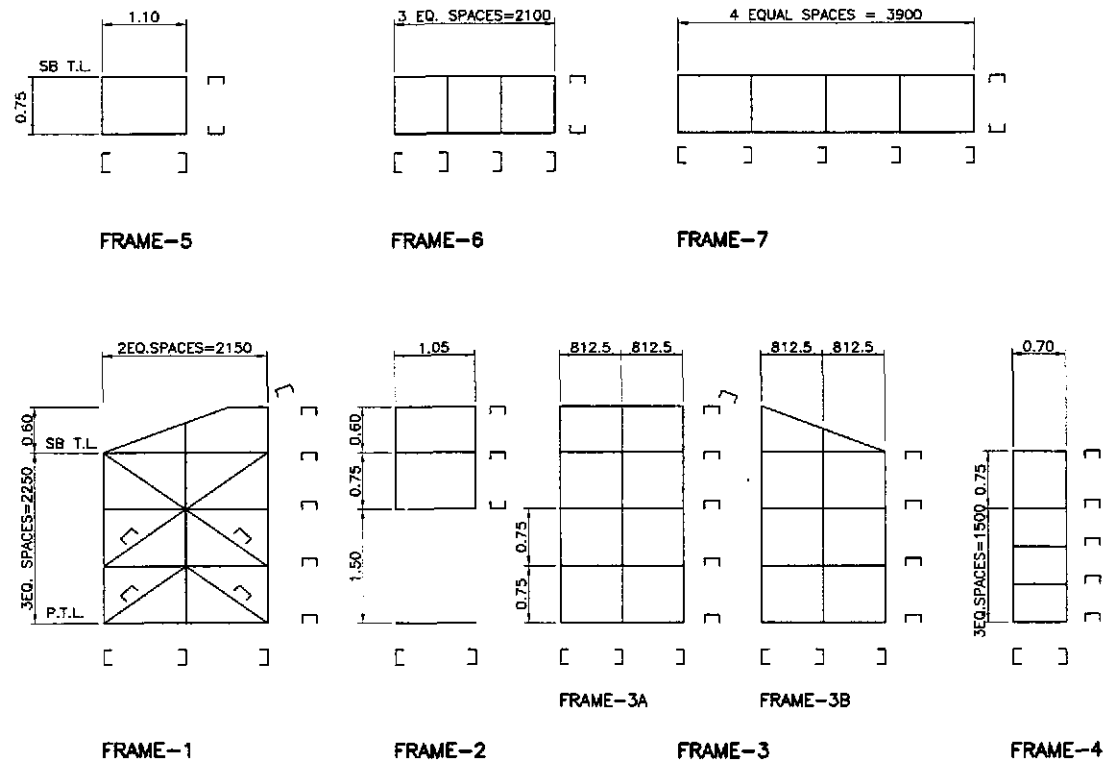 1.10
3 EQ. SPACES=2100
4 EQUAL SPACES = 3900
SB T.L.
0.75
FRAME-5
FRAME-6
FRAME-7
2EQ.SPACES=2150
1.05
812.5
812.5
812.5
812.5
0.70
0.60
SB T.L.
3EQ. SPACES=2250
P.T.L.
0.60
0.75
1.50
0.75
0.75
0.75
3EQ.SPACES=1500
FRAME-3A
FRAME-3B
FRAME-1
FRAME-2
FRAME-3
FRAME-4